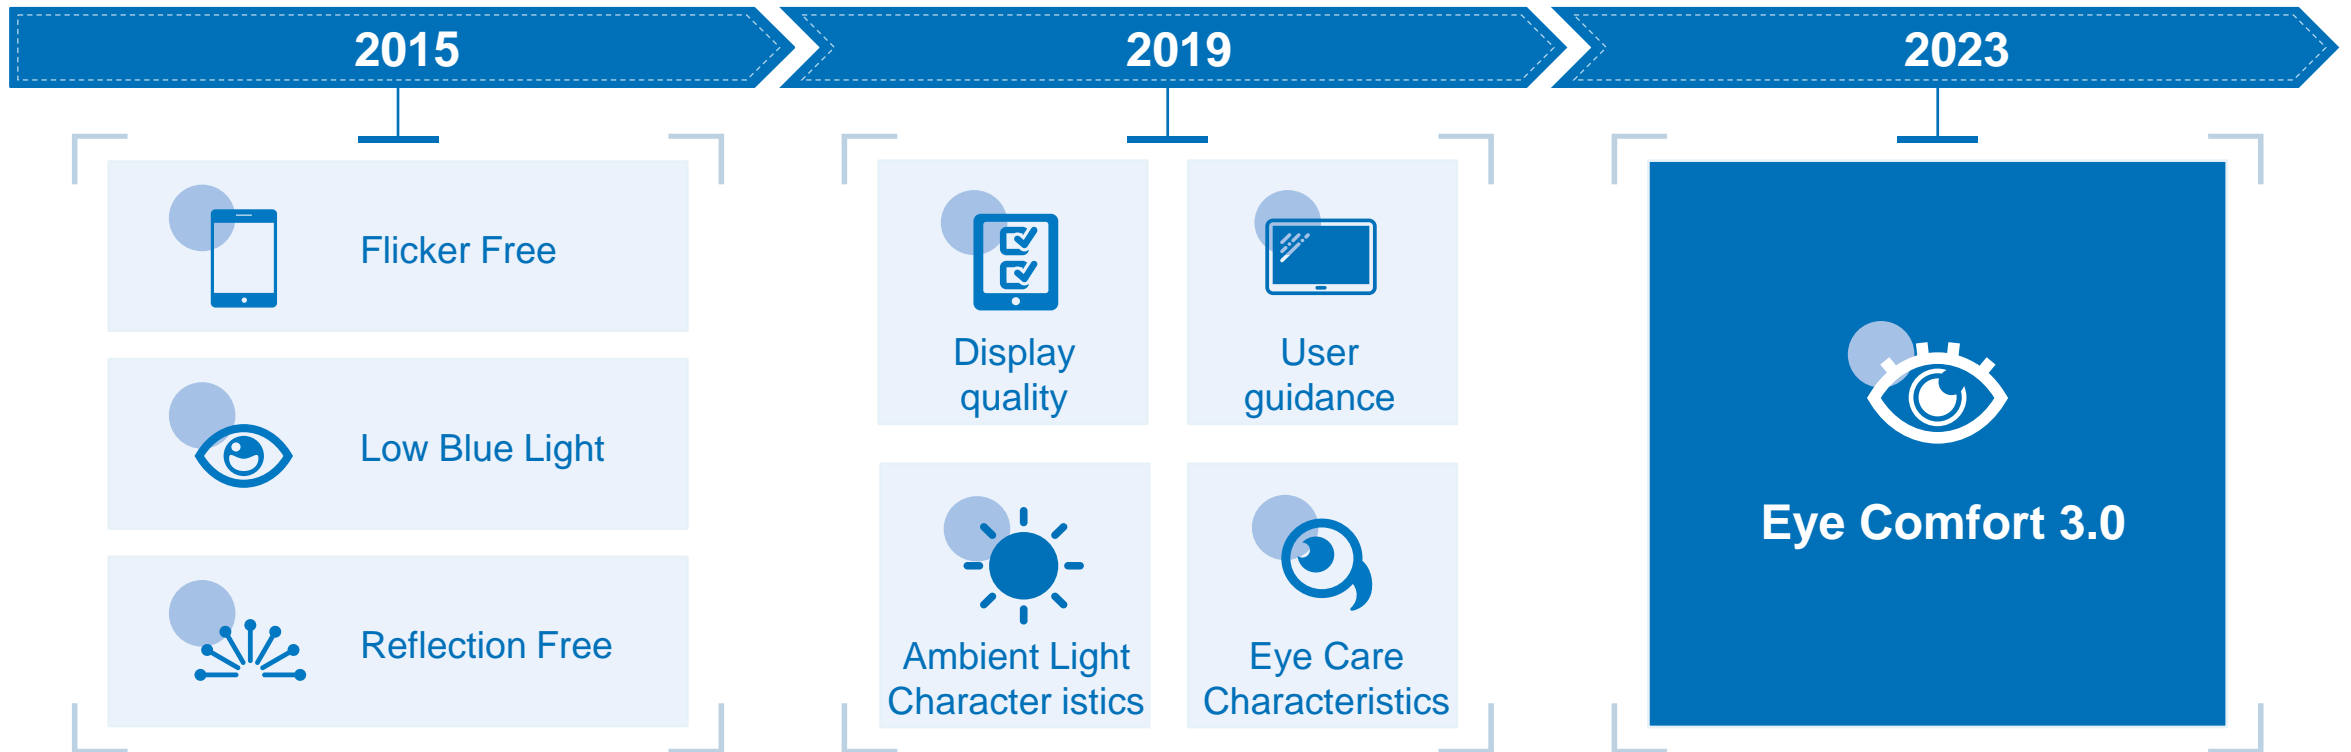 2015
2019
2023
Flicker Free
Low Blue Light
Reflection Free
Display
quality
User
guidance
Ambient Light
Character istics
Eye Care
Characteristics
Eye Comfort 3.0